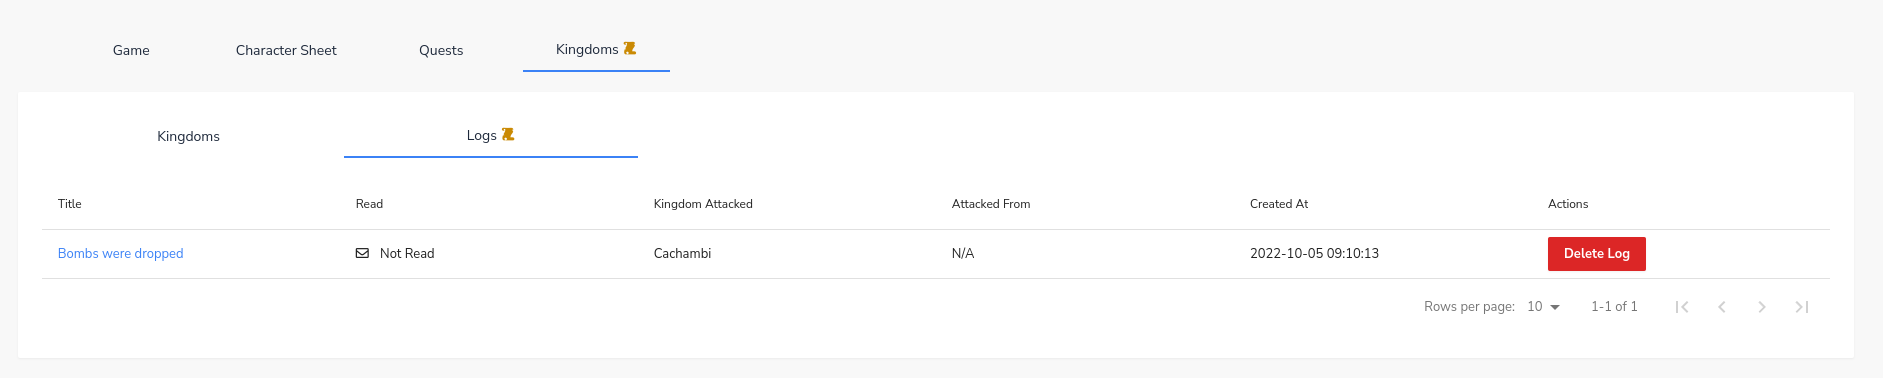 Game Character Sheet Quests Kingdoms
Kingdoms Logs
Title Read Kingdom Attacked Attacked From Created At Actions
Bombs were dropped Not Read Cachambi N/A 2022-10-05 09:10:13 Delete Log
Rows per page: 10 1-1 of 1